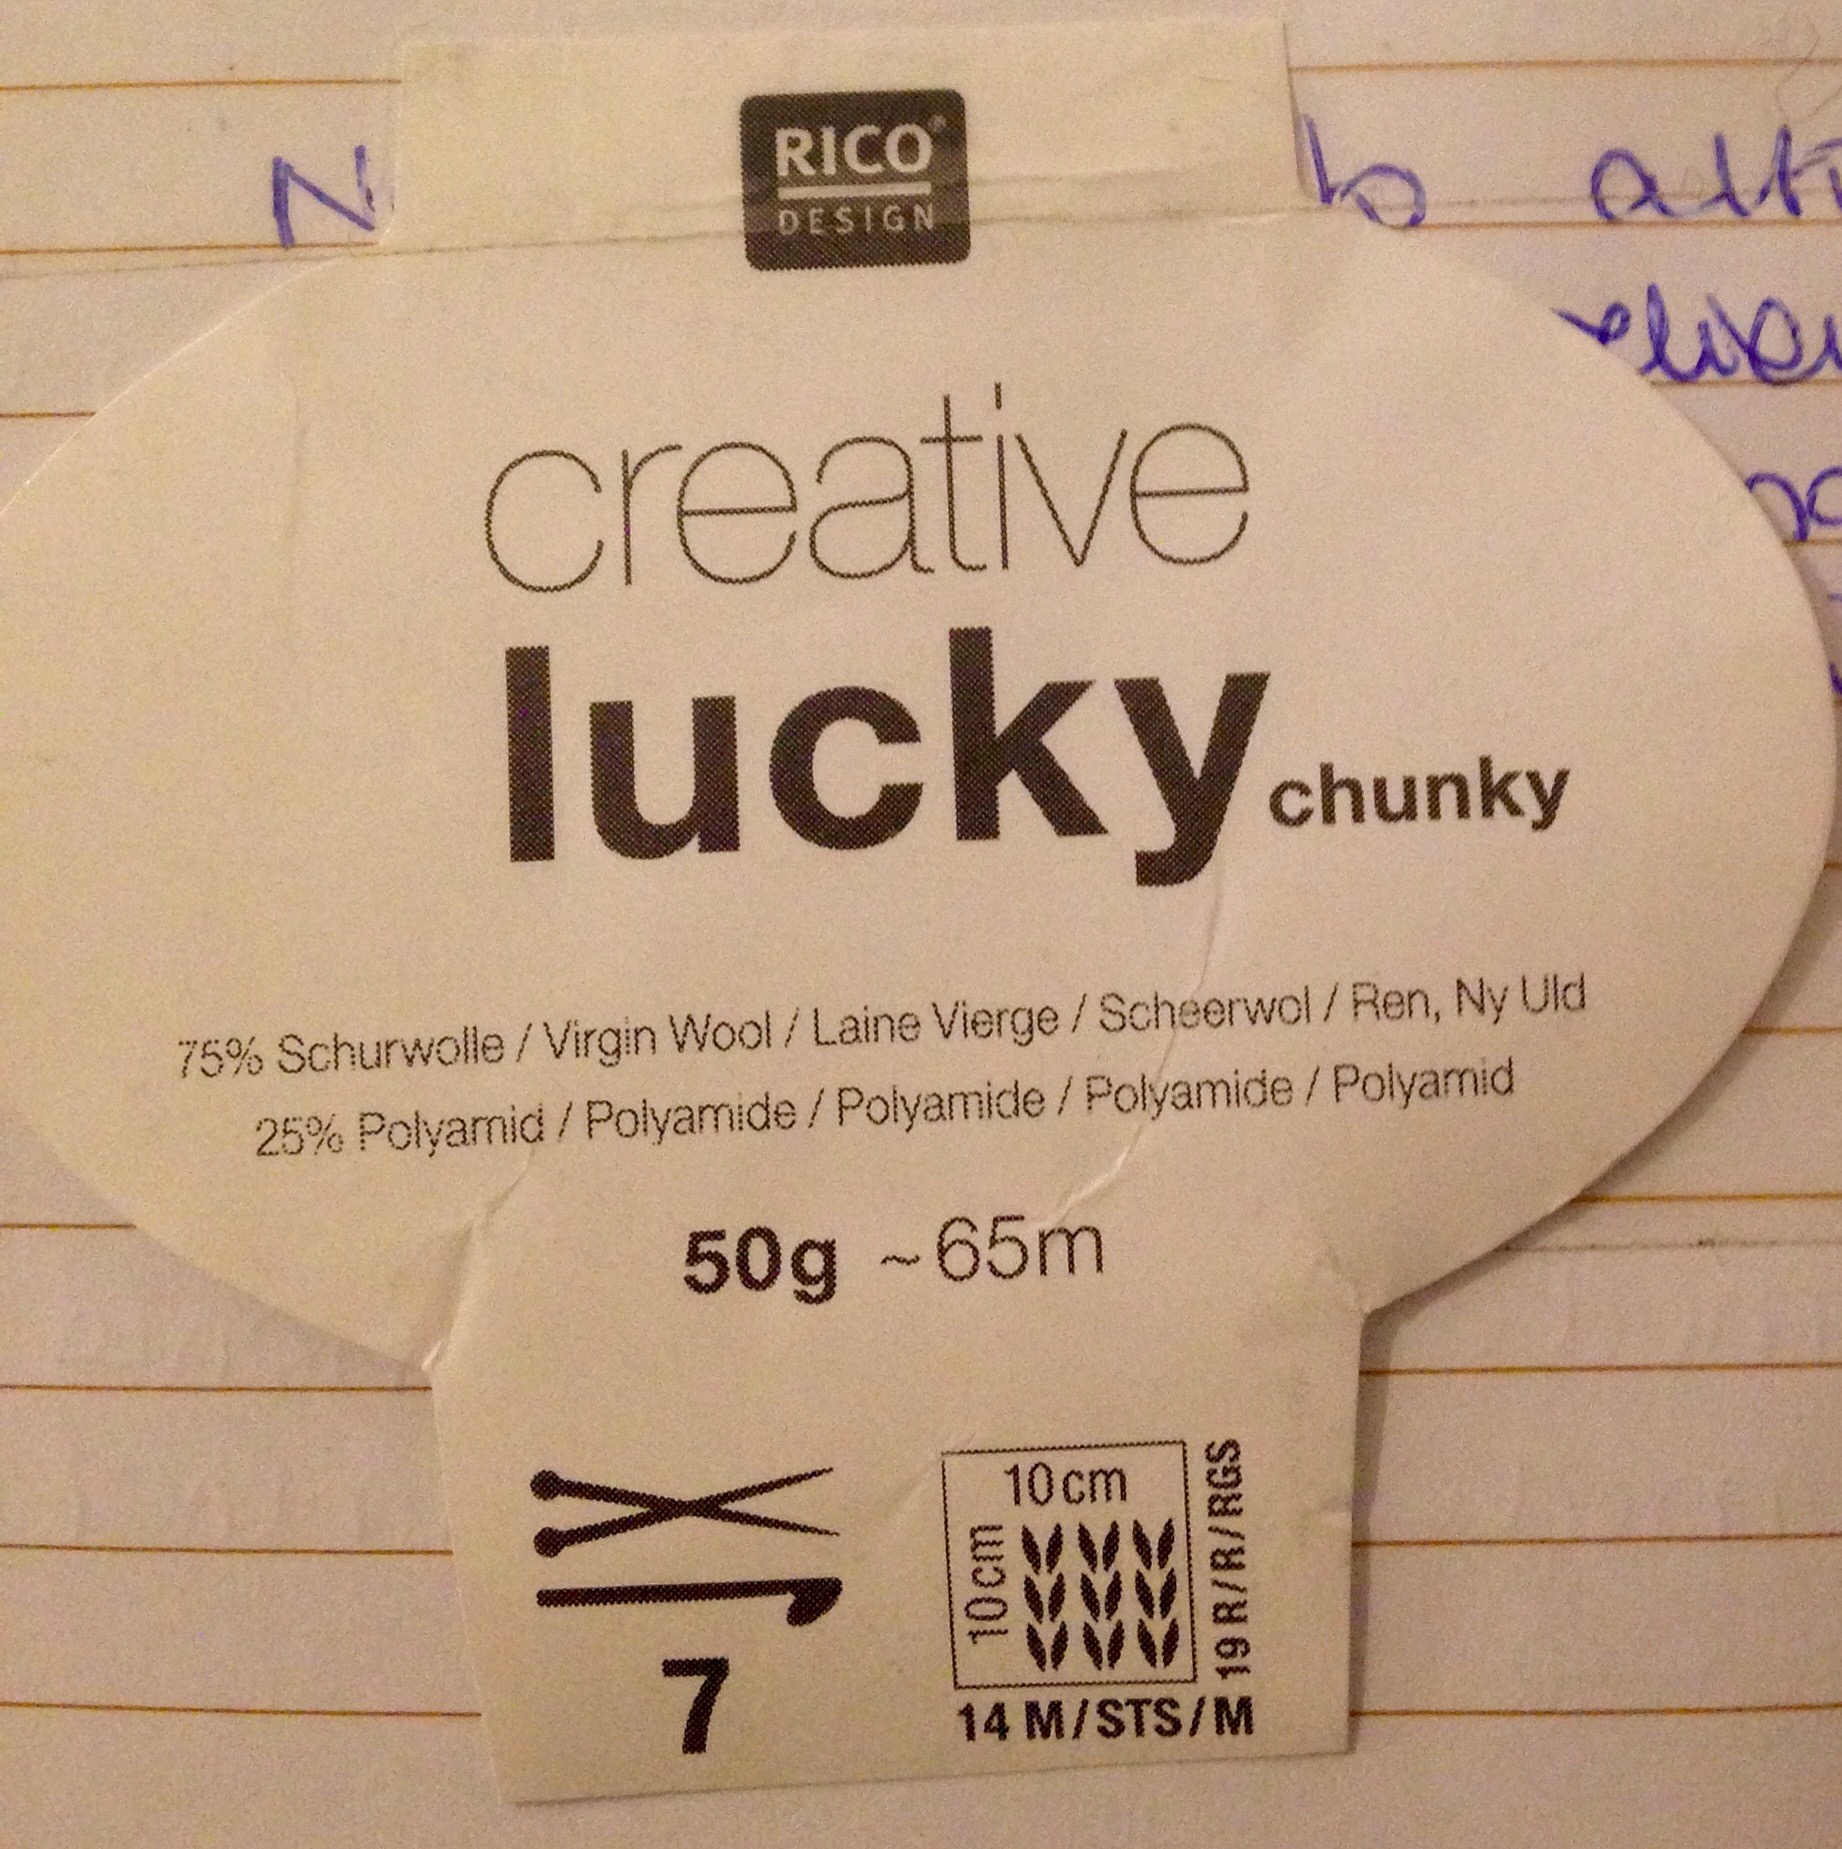 RICO®
DESIGN
creative
lucky chunky
75% Schurwolle / Virgin Wool / Laine Vierge / Scheerwol / Ren, Ny Uld
25% Polyamid / Polyamide / Polyamide / Polyamide / Polyamid
50g ~65m
10cm
10cm
19 R/R/RGS
7
14 M/STS/M